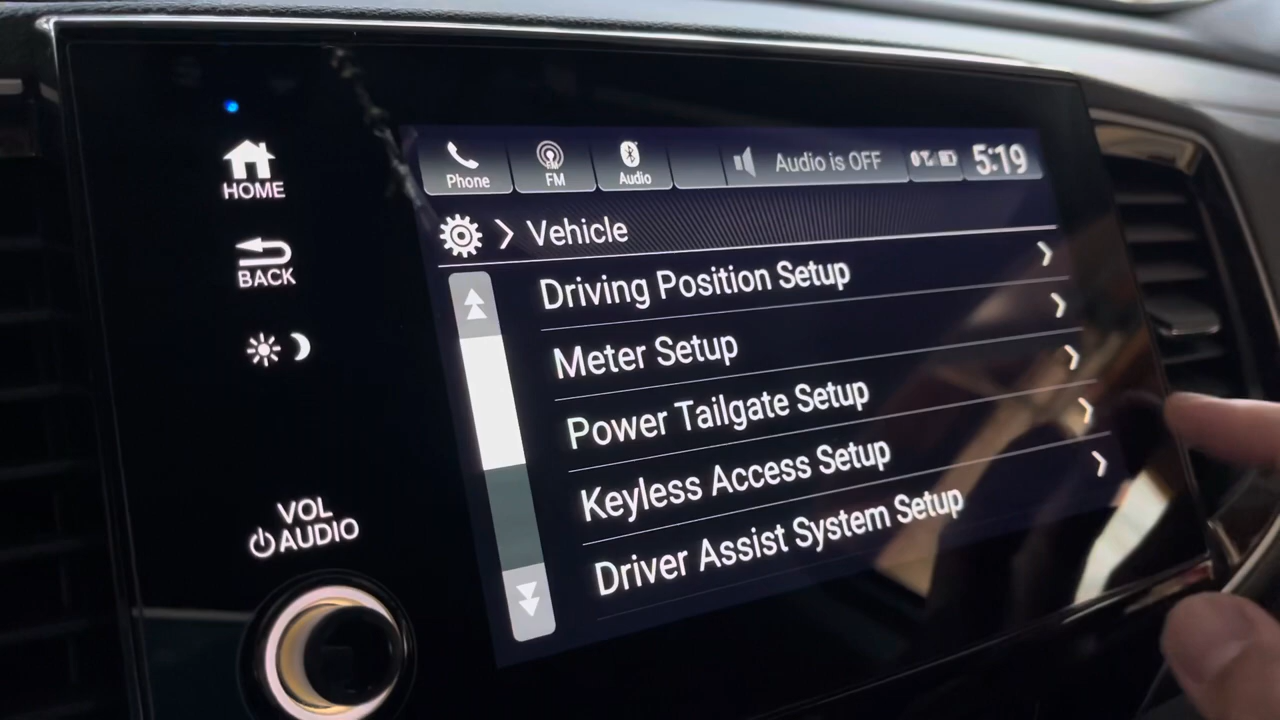 HOME
BACK
VOL
AUDIO
Phone
FM
Audio
Audio is OFF
5:19
Vehicle
Driving Position Setup
Meter Setup
Power Tailgate Setup
Keyless Access Setup
Driver Assist System Setup